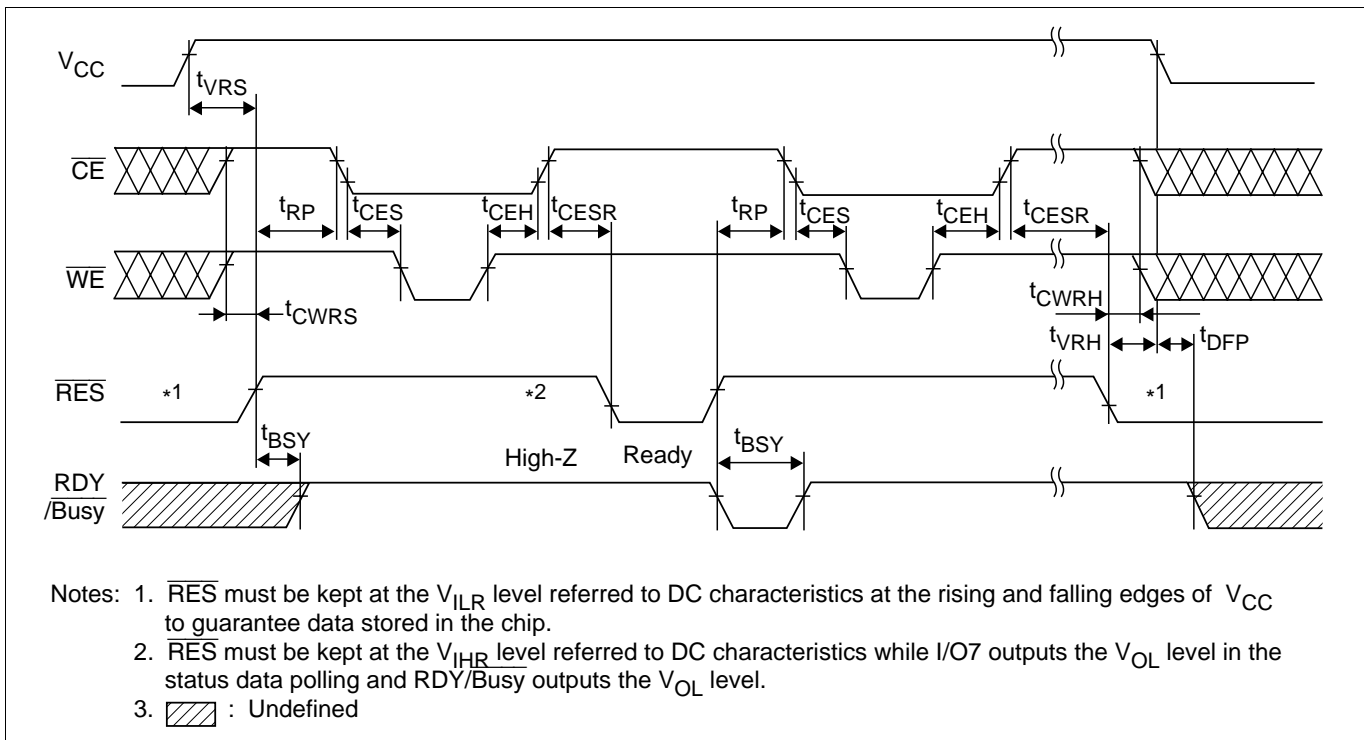 VCC
tVRS
CE
tRP tCES tCEH tCESR tRP tCES tCEH tCESR
WE
tCWRS
tCWRH
tVRH tDFP
RES *1 *2 *1
tBSY
High-Z Ready tBSY
RDY
/Busy
Notes: 1. RES must be kept at the VILR level referred to DC characteristics at the rising and falling edges of VCC
to guarantee data stored in the chip.
2. RES must be kept at the VIHR level referred to DC characteristics while I/O7 outputs the VOL level in the
status data polling and RDY/Busy outputs the VOL level.
3. : Undefined